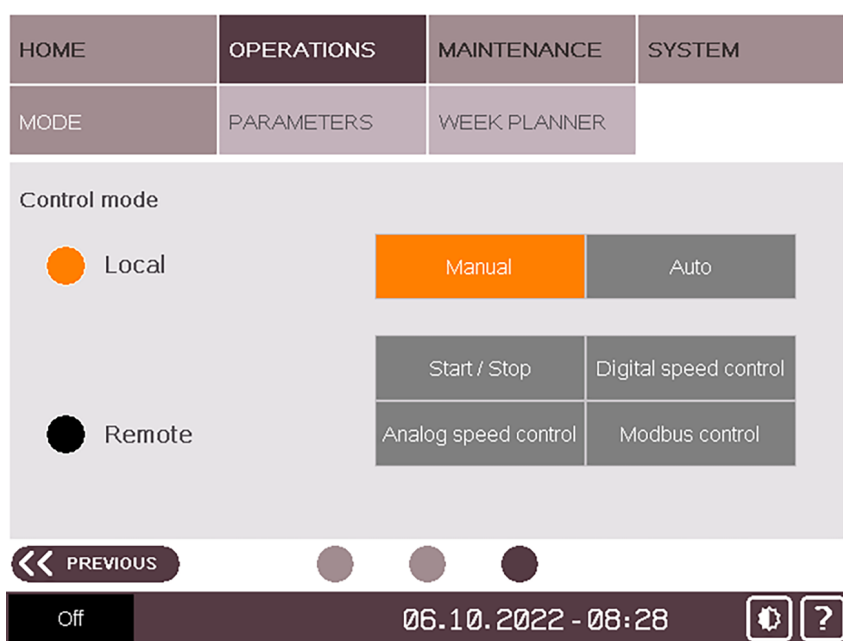 HOME OPERATIONS MAINTENANCE SYSTEM
MODE PARAMETERS WEEK PLANNER
Control mode
Local Manual Auto
Start / Stop Digital speed control
Remote Analog speed control Modbus control
PREVIOUS
Off 06.10.2022 - 08:28 ?